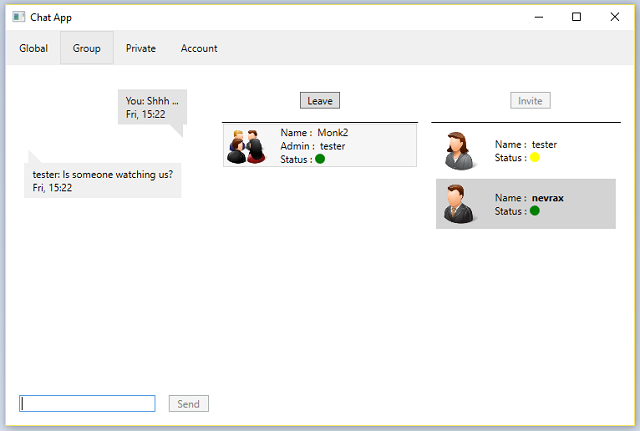 Chat App
Global Group Private Account
You: Shhh ...
Fri, 15:22
tester: Is someone watching us?
Fri, 15:22
Leave
Name : Monk2
Admin : tester
Status :
Invite
Name : tester
Status :
Name : nevrax
Status :
Send